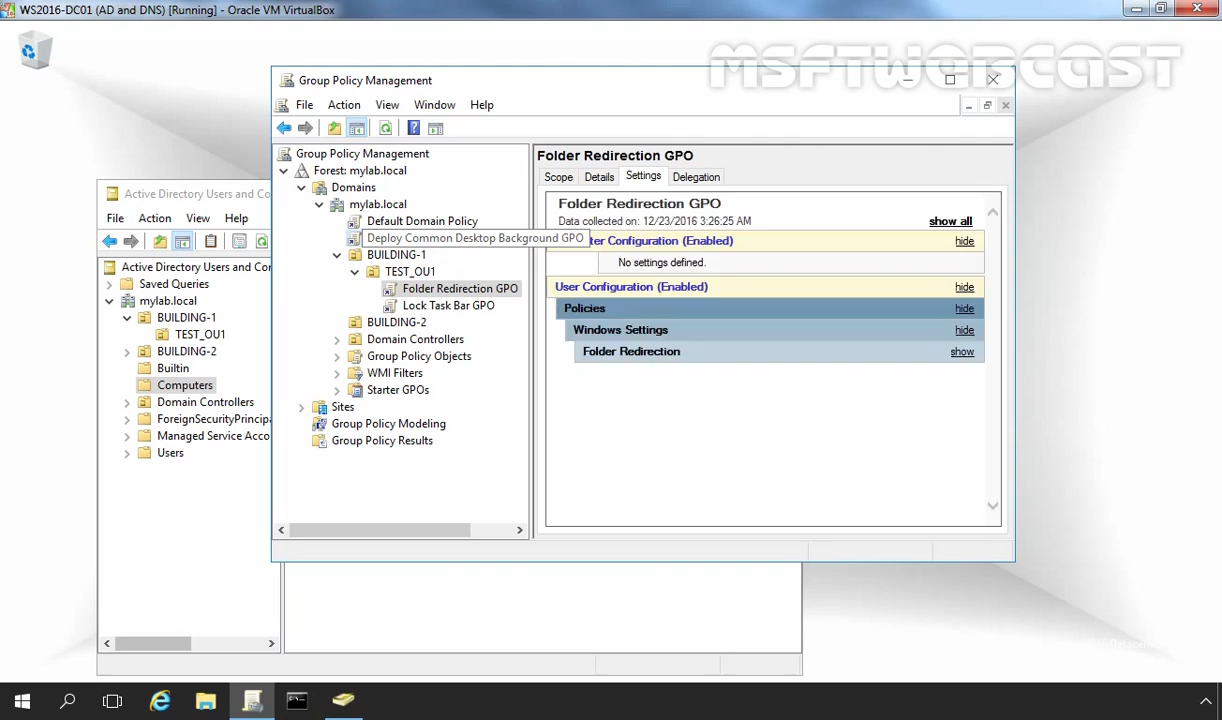 WS2016-DC01 (AD and DNS) [Running] - Oracle VM VirtualBox
MSFTWEBCAST
Group Policy Management
File Action View Window Help
Group Policy Management
Forest: mylab.local
Domains
mylab.local
Default Domain Policy
Deploy Common Desktop Background GPO
BUILDING-1
TEST_OU1
Folder Redirection GPO
Lock Task Bar GPO
BUILDING-2
Domain Controllers
Group Policy Objects
WMI Filters
Starter GPOs
Sites
Group Policy Modeling
Group Policy Results
Folder Redirection GPO
Scope Details Settings Delegation
Folder Redirection GPO
Data collected on: 12/23/2016 3:26:25 AM show all
ter Configuration (Enabled) hide
No settings defined.
User Configuration (Enabled) hide
Policies hide
Windows Settings hide
Folder Redirection show
Active Directory Users and Co
File Action View Help
Active Directory Users and Con
Saved Queries
mylab.local
BUILDING-1
TEST_OU1
BUILDING-2
Builtin
Computers
Domain Controllers
ForeignSecurityPrincipa
Managed Service Acco
Users